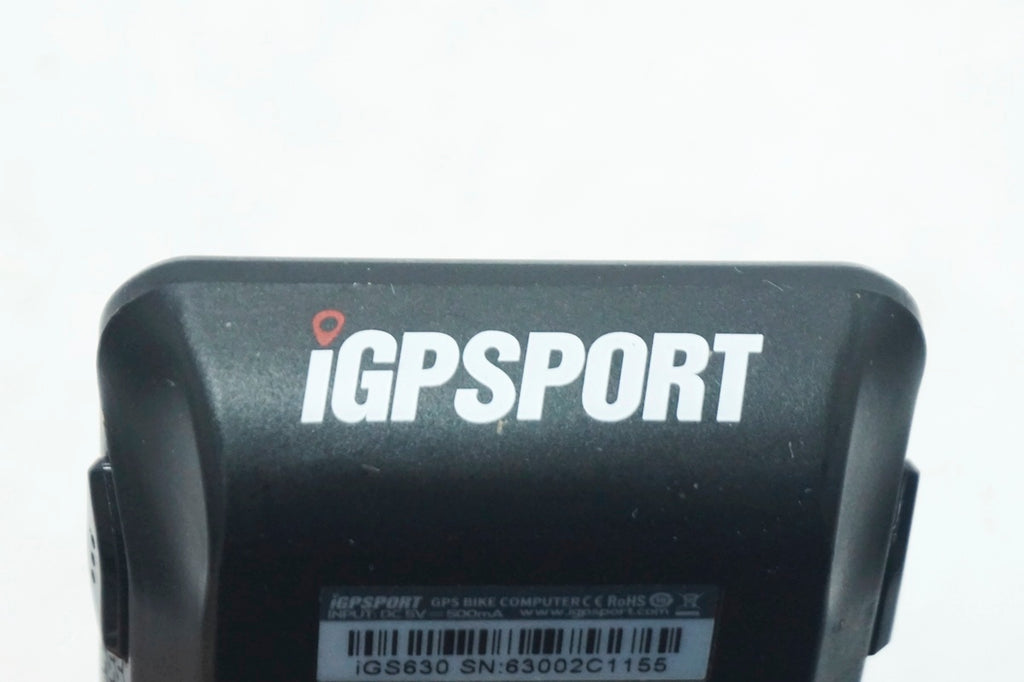 iGPSPORT
iGPSPORT GPS BIKE COMPUTER CE RoHS
INPUT: DC 5V⎓500mA www.igpsport.com
iGS630 SN:63002C1155